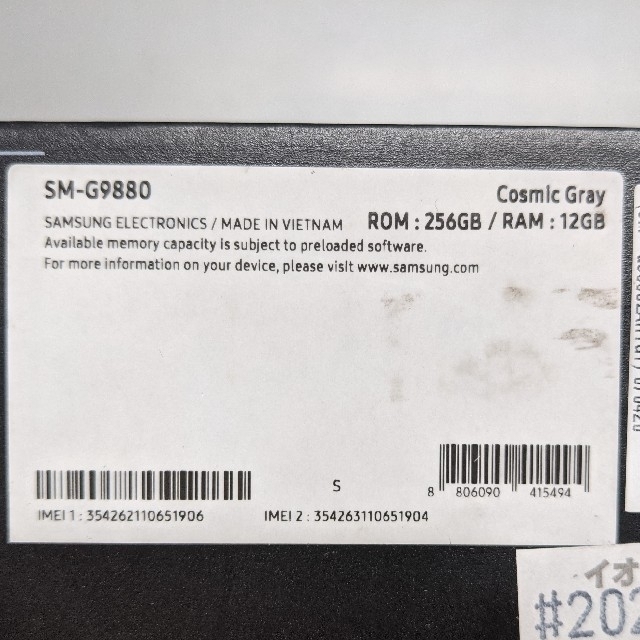 SM-G9880
Cosmic Gray
SAMSUNG ELECTRONICS / MADE IN VIETNAM
ROM : 256GB / RAM : 12GB
Available memory capacity is subject to preloaded software.
For more information on your device, please visit www.samsung.com
S
8 806090 415494
IMEI 1 : 354262110651906
IMEI 2 : 354263110651904
イオ
#202